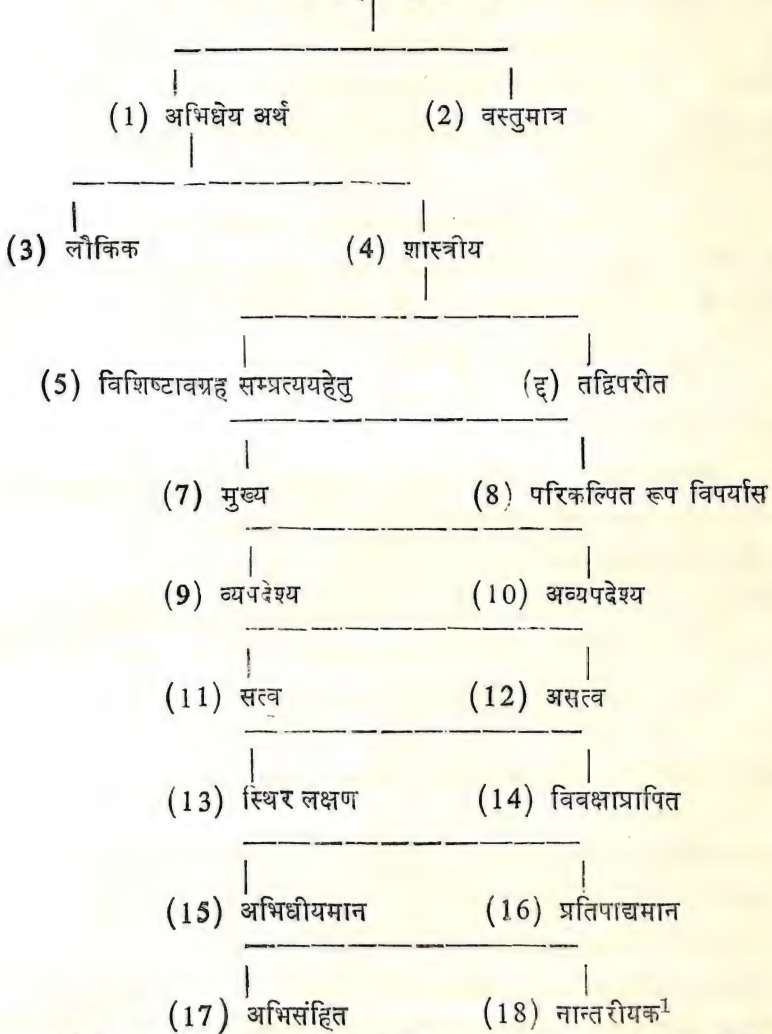 (1) अभिधेय अर्थ (2) वस्तुमात्र
(3) लौकिक (4) शास्त्रीय
(5) विशिष्टावग्रह सम्प्रत्ययहेतु (६) तद्विपरीत
(7) मुख्य (8) परिकल्पित रूप विपर्यास
(9) व्यपदेश्य (10) अव्यपदेश्य
(11) सत्व (12) असत्व
(13) स्थिर लक्षण (14) विवक्षाप्रापित
(15) अभिधीयमान (16) प्रतिपाद्यमान
(17) अभिसंहित (18) नान्तरीयक¹